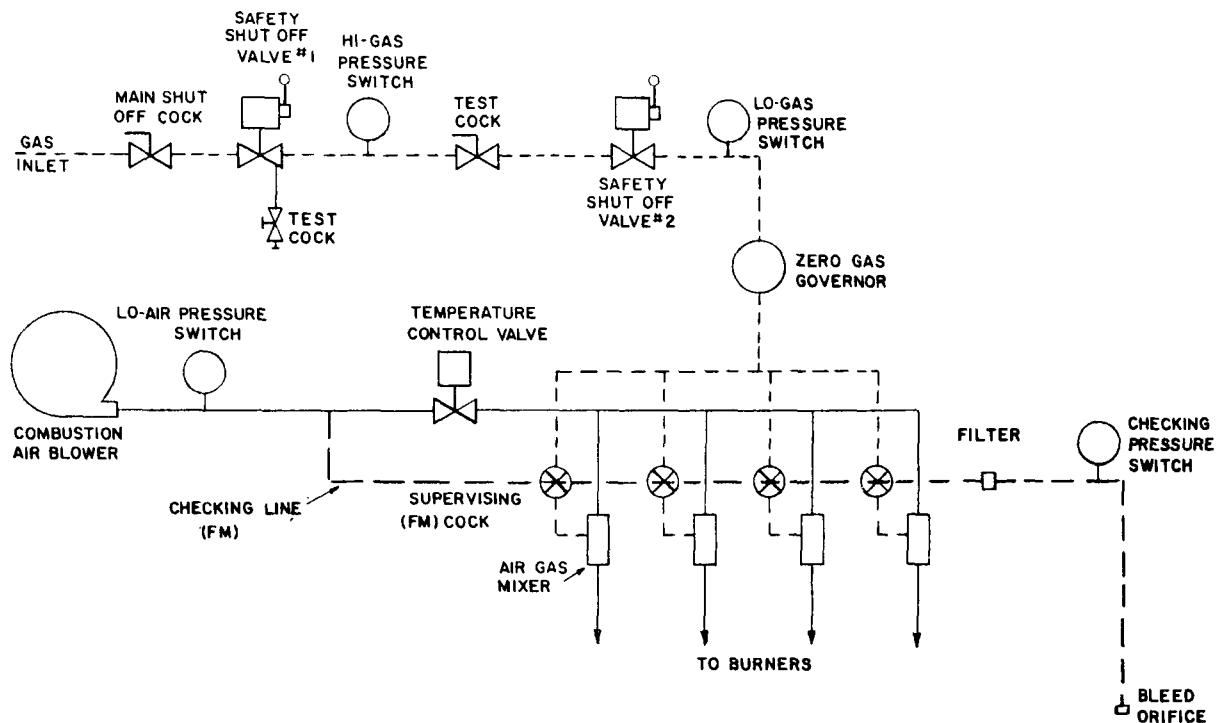 SAFETY
SHUT OFF
VALVE #1
HI-GAS
PRESSURE
SWITCH
MAIN SHUT
OFF COCK
TEST
COCK
LO-GAS
PRESSURE
SWITCH
GAS
INLET
TEST
COCK
SAFETY
SHUT OFF
VALVE #2
ZERO GAS
GOVERNOR
LO-AIR PRESSURE
SWITCH
TEMPERATURE
CONTROL VALVE
COMBUSTION
AIR BLOWER
FILTER
CHECKING
PRESSURE
SWITCH
CHECKING LINE
(FM)
SUPERVISING
(FM) COCK
AIR GAS
MIXER
TO BURNERS
BLEED
ORIFICE